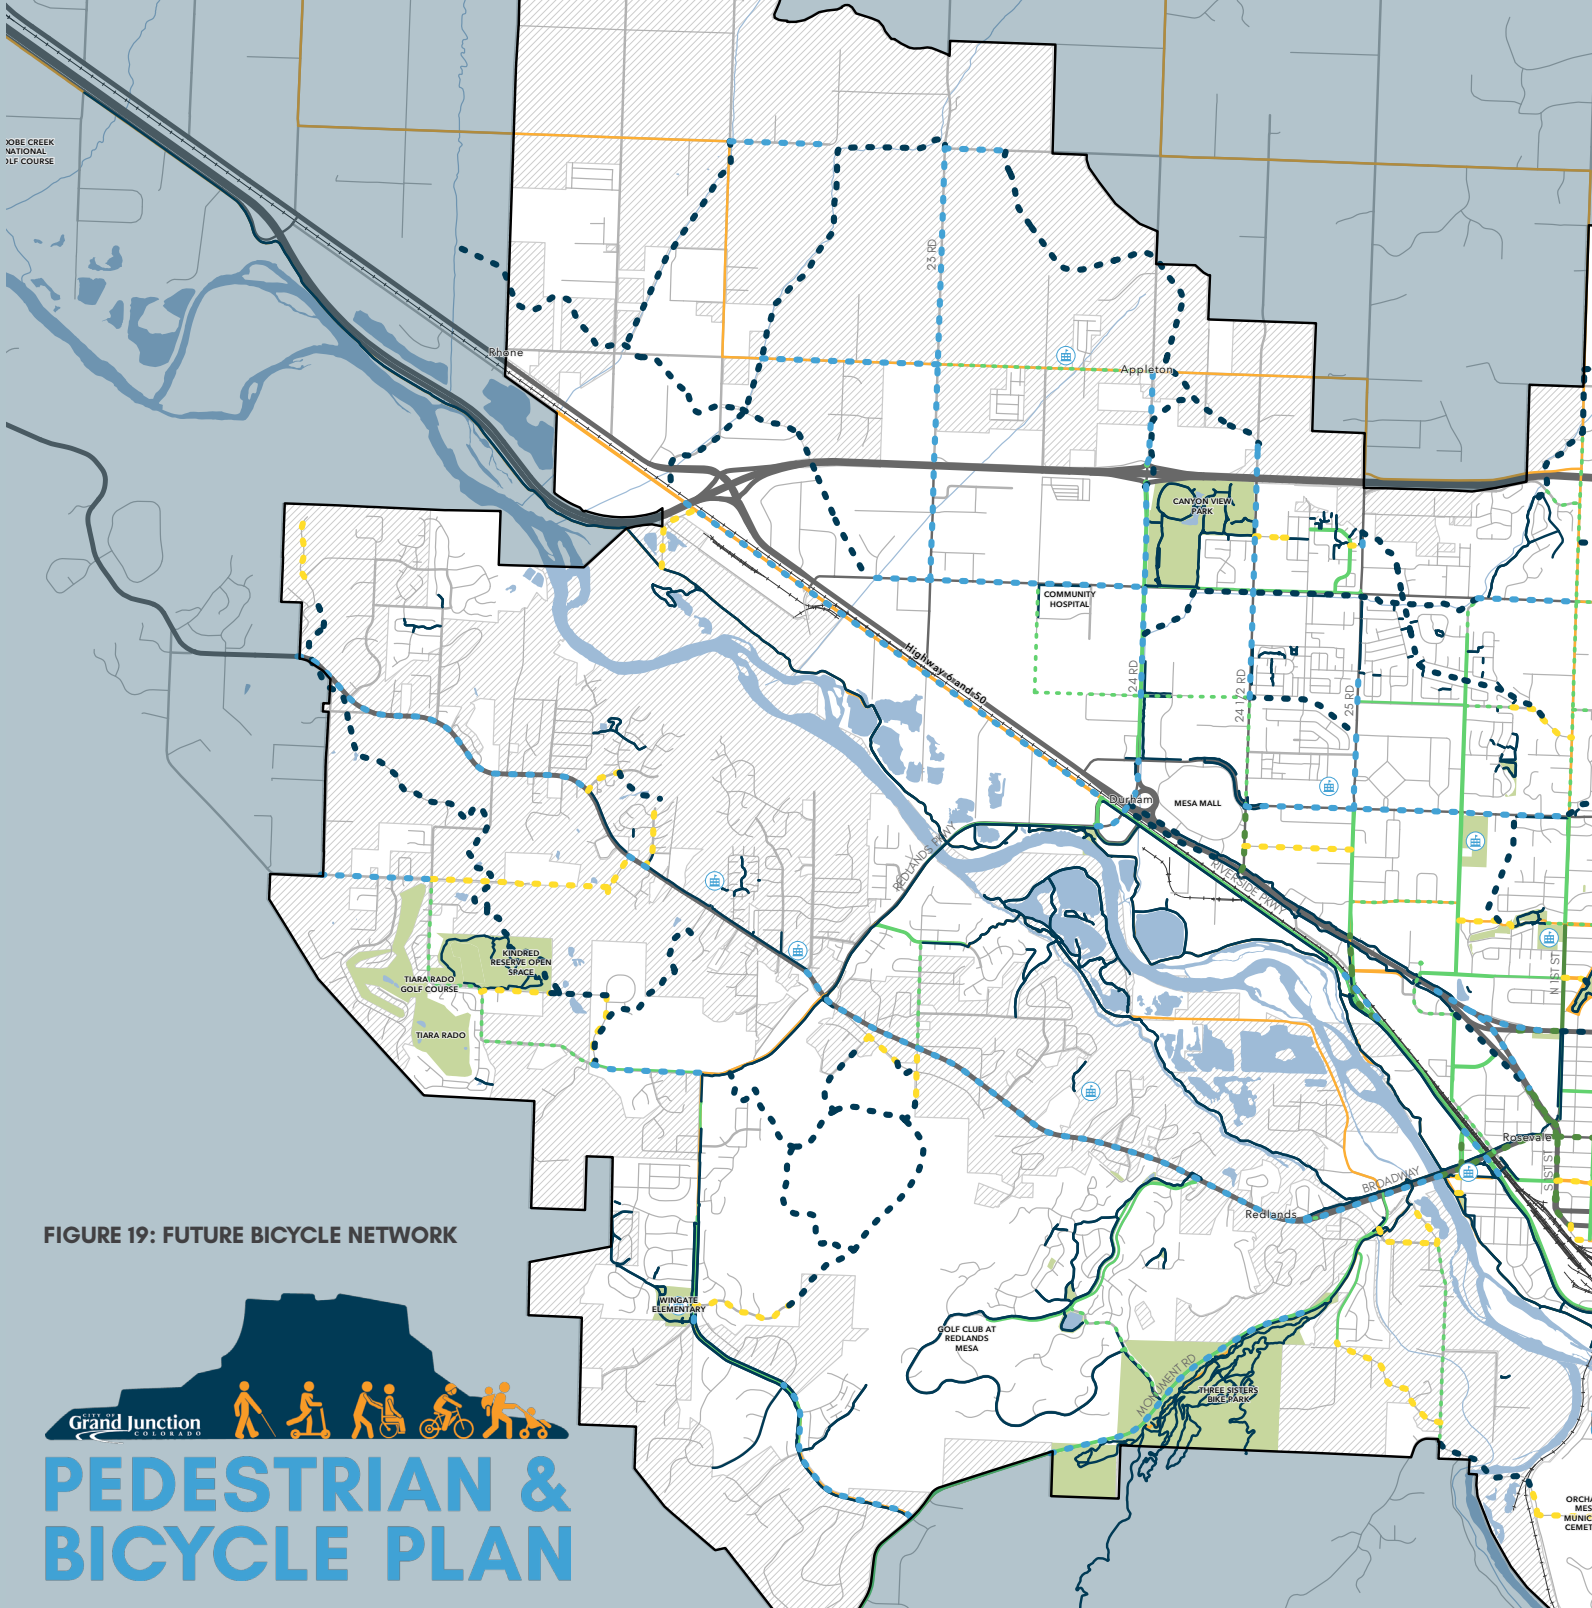 OBE CREEK
NATIONAL
OLF COURSE
23 RD
Rhone
Appleton
CANYON VIEW
PARK
COMMUNITY
HOSPITAL
Highway 6 and 50
24 RD
24 1/2 RD
25 RD
Durham
MESA MALL
REDLANDS PKWY
RIVERSIDE PKWY
KINDRED
RESERVE OPEN
SPACE
TIARA RADO
GOLF COURSE
TIARA RADO
N 1ST ST
Rosevale
S 1ST ST
BROADWAY
Redlands
FIGURE 19: FUTURE BICYCLE NETWORK
WINGATE
ELEMENTARY
GOLF CLUB AT
REDLANDS
MESA
MONUMENT RD
THREE SISTERS
BIKE PARK
CITY OF
Grand Junction
COLORADO
PEDESTRIAN &
BICYCLE PLAN
ORCHA
MES
MUNIC
CEMET